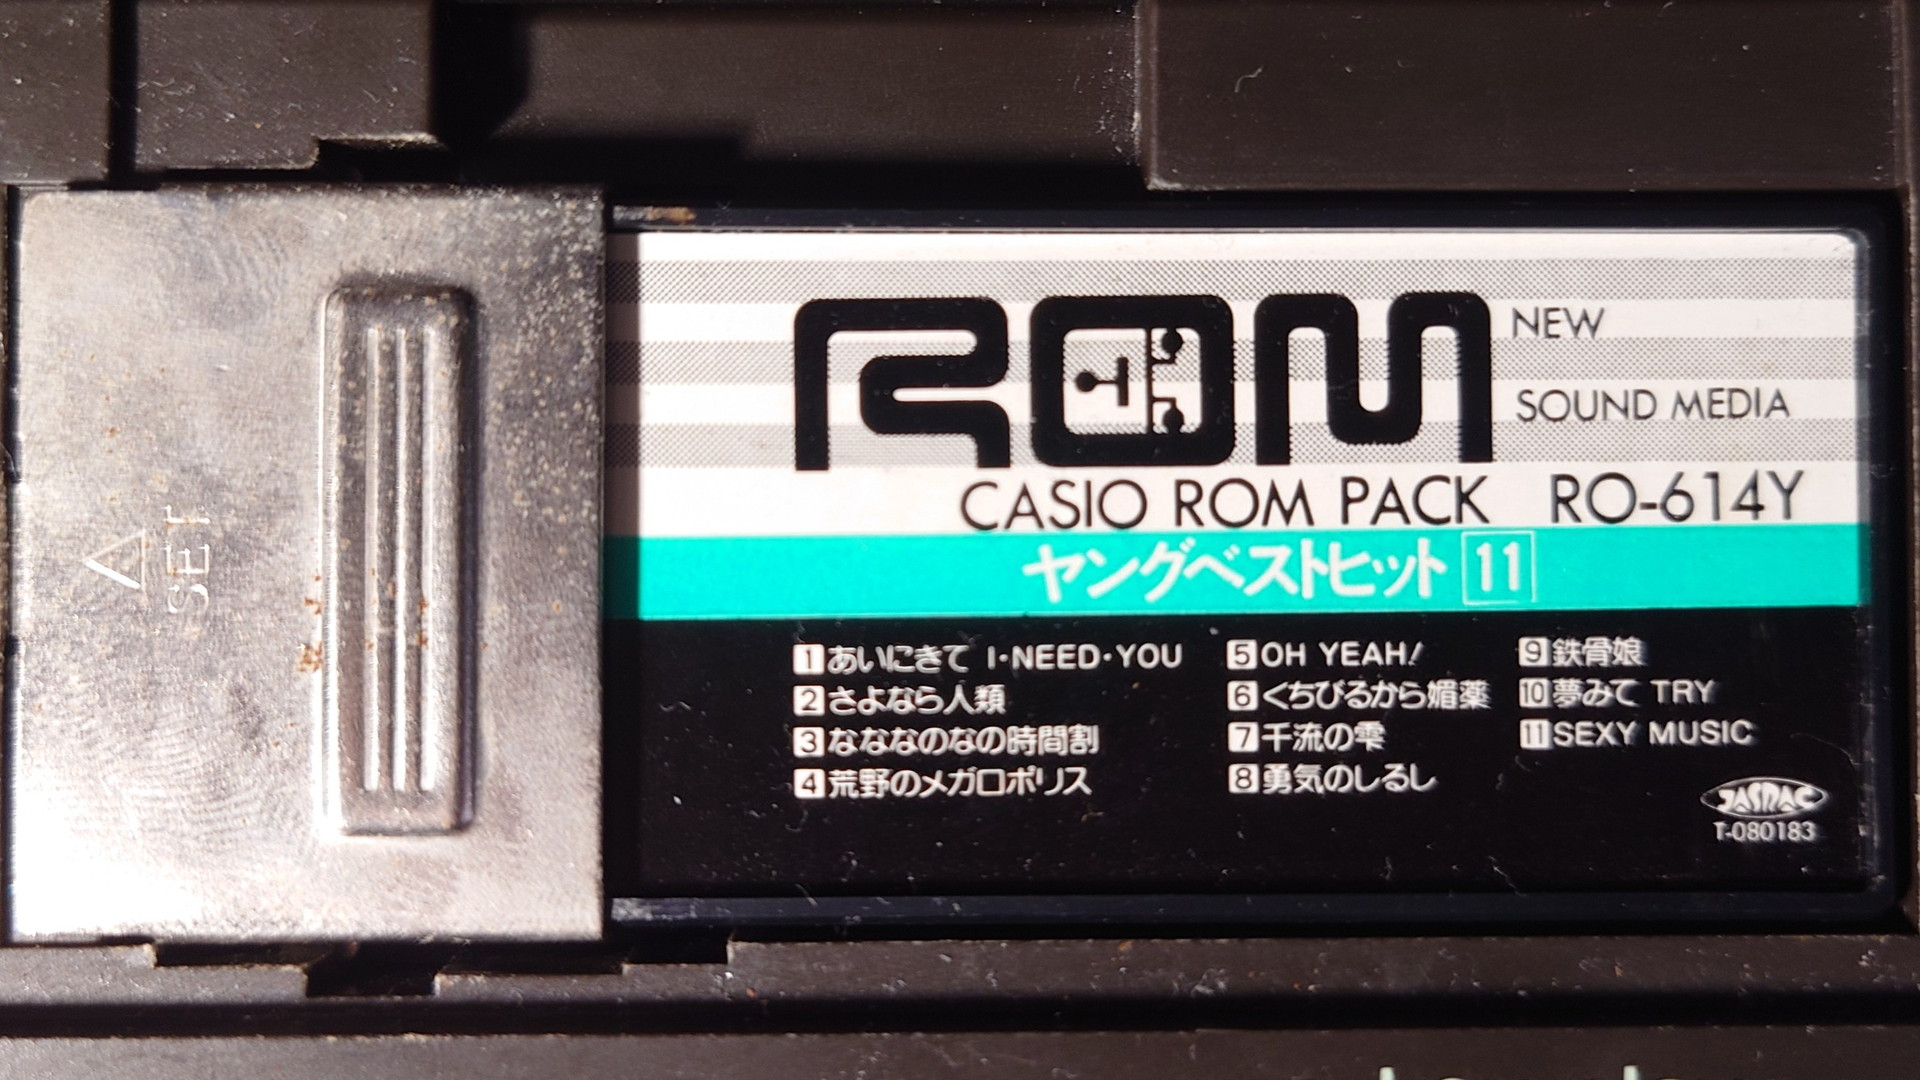 SET
ROM
NEW
SOUND MEDIA
CASIO ROM PACK RO-614Y
ヤングベストヒット 11
1 あいにきて I·NEED·YOU
2 さよなら人類
3 なななのなの時間割
4 荒野のメガロポリス
5 OH YEAH!
6 くちびるから媚薬
7 千流の雫
8 勇気のしるし
9 鉄骨娘
10 夢みて TRY
11 SEXY MUSIC
JASRAC
T-080183